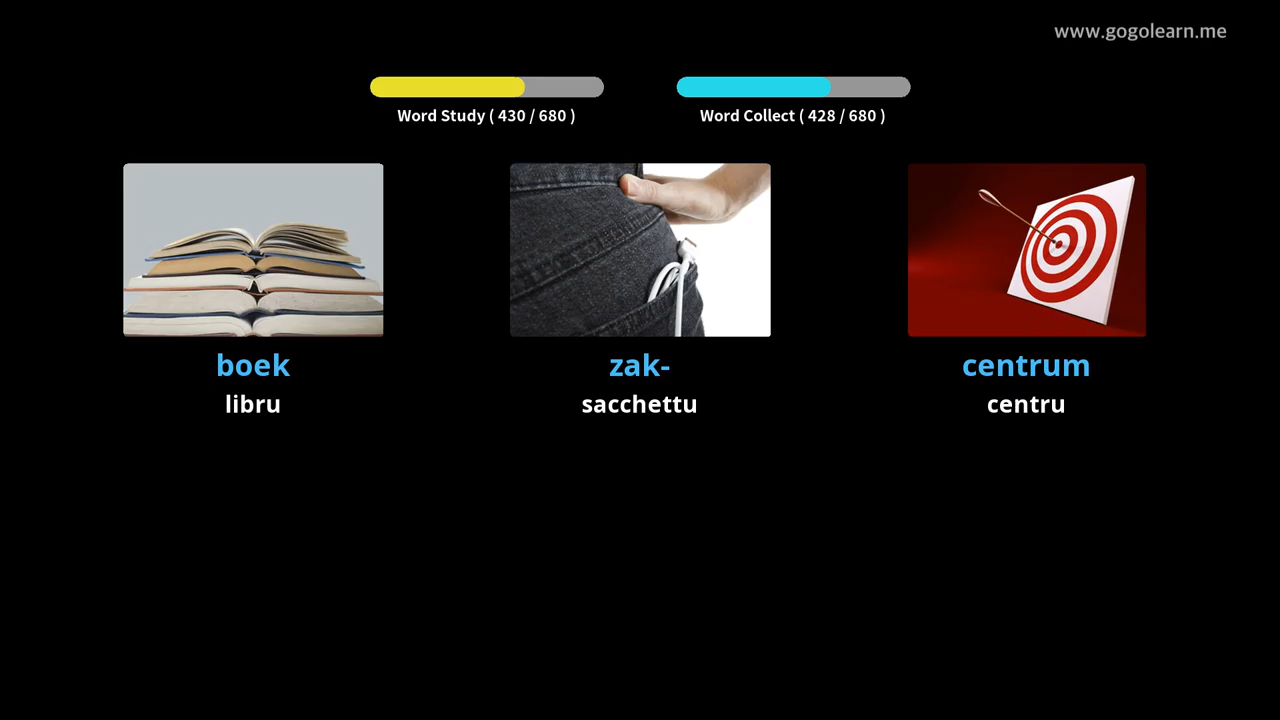 www.gogolearn.me
Word Study ( 430 / 680 )
Word Collect ( 428 / 680 )
boek
libru
zak-
sacchettu
centrum
centru